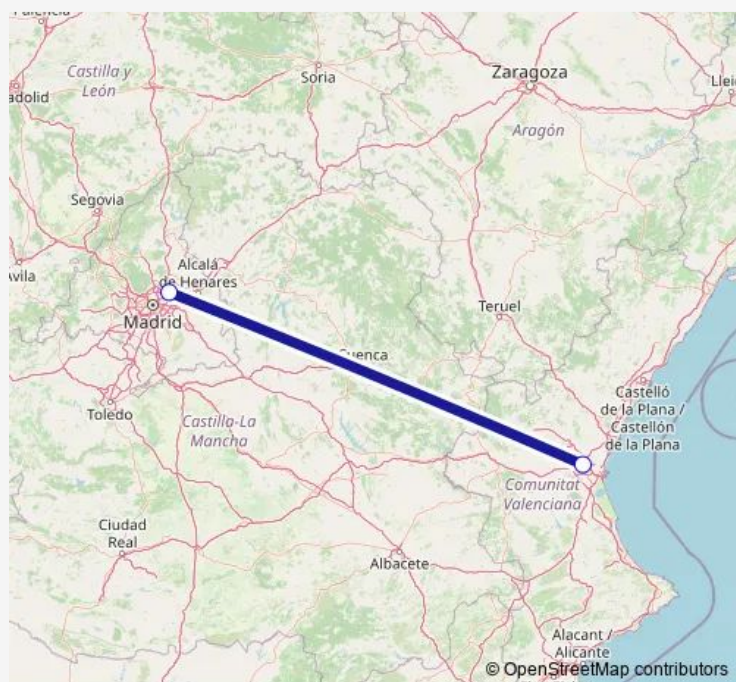 Palencia
Castilla y
León
Soria
Zaragoza
Llei
adolid
Aragón
Segovia
Ávila
Alcalá
de Henares
Madrid
Teruel
Cuenca
Toledo
Castilla-La
Mancha
Castelló
de la Plana /
Castellón
de la Plana
Comunitat
Valenciana
Ciudad
Real
Albacete
Alacant /
Alicante
© OpenStreetMap contributors